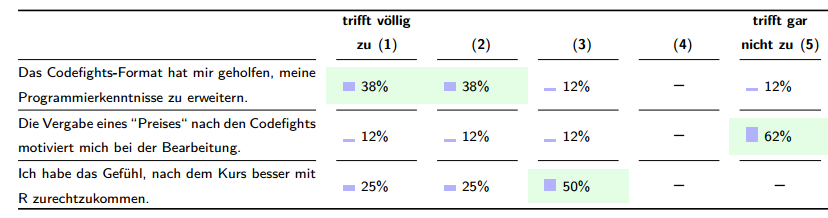 trifft völlig trifft gar
zu (1) (2) (3) (4) nicht zu (5)
Das Codefights-Format hat mir geholfen, meine
Programmierkenntnisse zu erweitern.
38% 38% 12% – 12%
Die Vergabe eines “Preises“ nach den Codefights
motiviert mich bei der Bearbeitung.
12% 12% 12% – 62%
Ich habe das Gefühl, nach dem Kurs besser mit
R zurechtzukommen.
25% 25% 50% – –